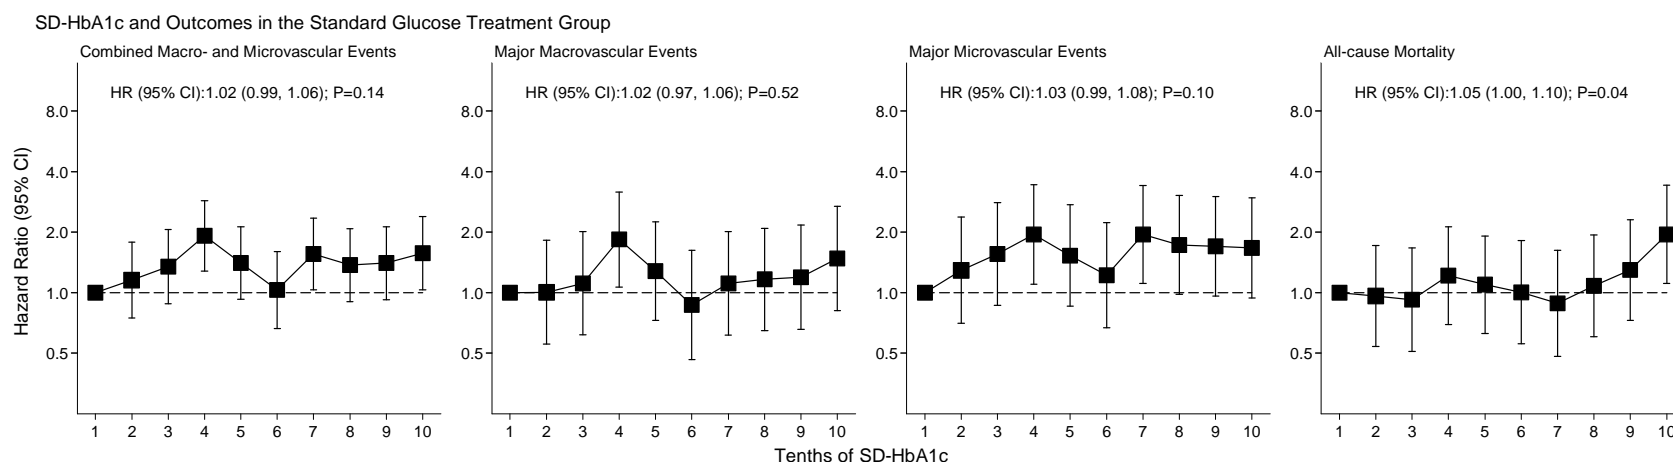 SD-HbA1c and Outcomes in the Standard Glucose Treatment Group
Combined Macro- and Microvascular Events
Major Macrovascular Events
Major Microvascular Events
All-cause Mortality
HR (95% CI):1.02 (0.99, 1.06); P=0.14
HR (95% CI):1.02 (0.97, 1.06); P=0.52
HR (95% CI):1.03 (0.99, 1.08); P=0.10
HR (95% CI):1.05 (1.00, 1.10); P=0.04
Hazard Ratio (95% CI)
8.0 8.0 8.0 8.0
4.0 4.0 4.0 4.0
2.0 2.0 2.0 2.0
1.0 1.0 1.0 1.0
0.5 0.5 0.5 0.5
1 2 3 4 5 6 7 8 9 10 1 2 3 4 5 6 7 8 9 10 1 2 3 4 5 6 7 8 9 10 1 2 3 4 5 6 7 8 9 10
Tenths of SD-HbA1c